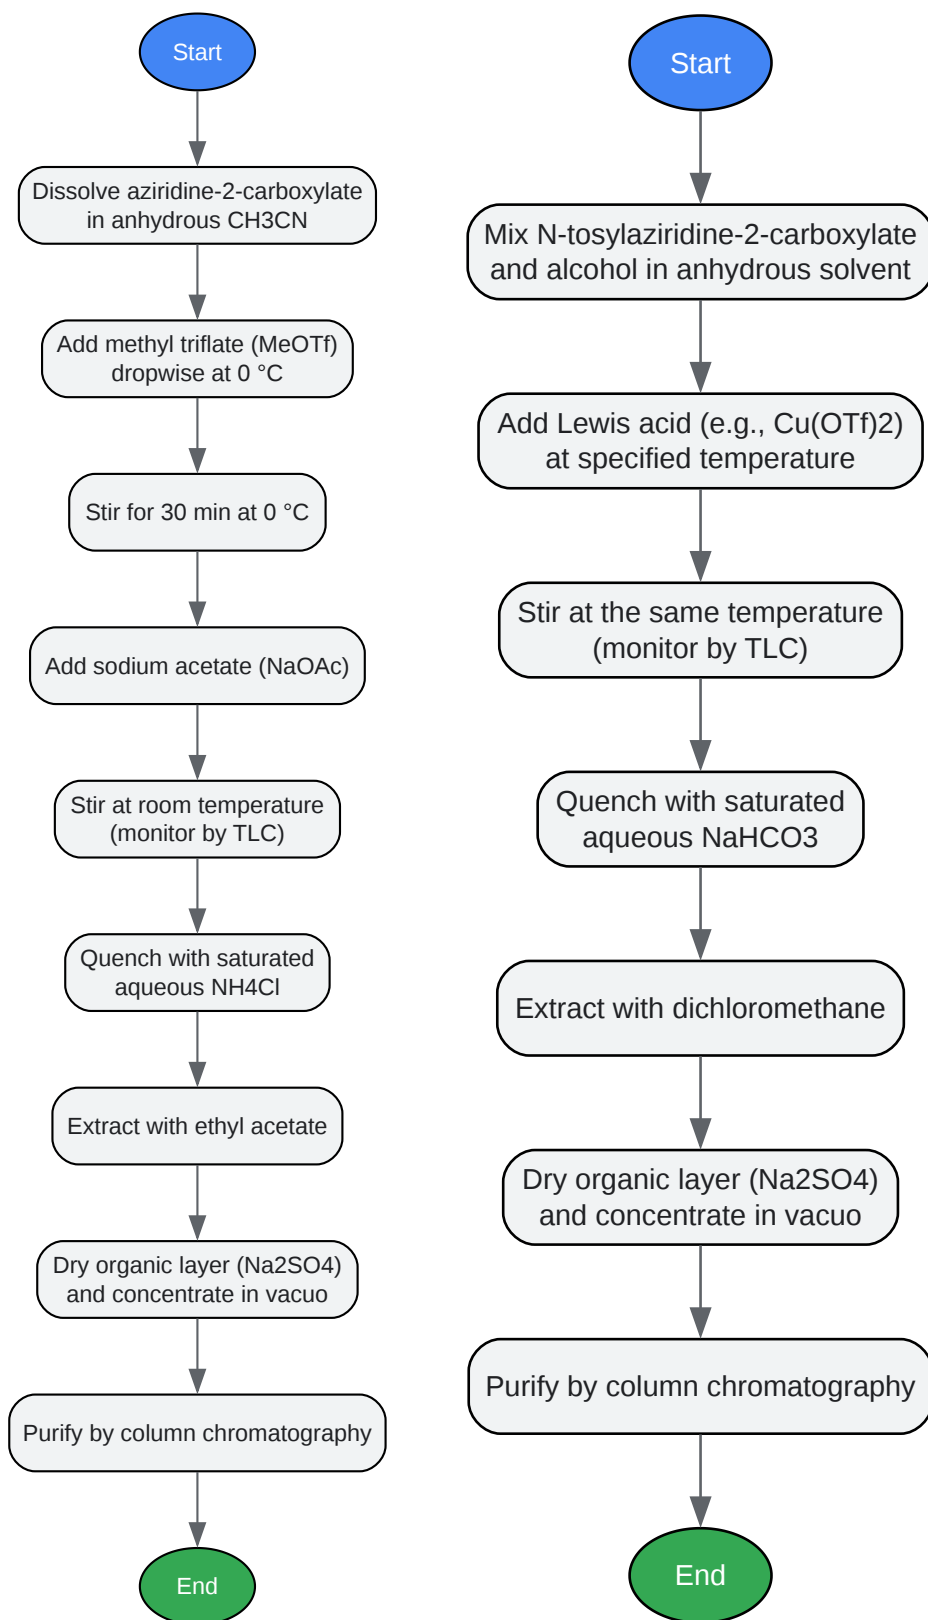 Start
Dissolve aziridine-2-carboxylate
in anhydrous CH3CN
Add methyl triflate (MeOTf)
dropwise at 0 °C
Stir for 30 min at 0 °C
Add sodium acetate (NaOAc)
Stir at room temperature
(monitor by TLC)
Quench with saturated
aqueous NH4Cl
Extract with ethyl acetate
Dry organic layer (Na2SO4)
and concentrate in vacuo
Purify by column chromatography
End
Start
Mix N-tosylaziridine-2-carboxylate
and alcohol in anhydrous solvent
Add Lewis acid (e.g., Cu(OTf)2)
at specified temperature
Stir at the same temperature
(monitor by TLC)
Quench with saturated
aqueous NaHCO3
Extract with dichloromethane
Dry organic layer (Na2SO4)
and concentrate in vacuo
Purify by column chromatography
End